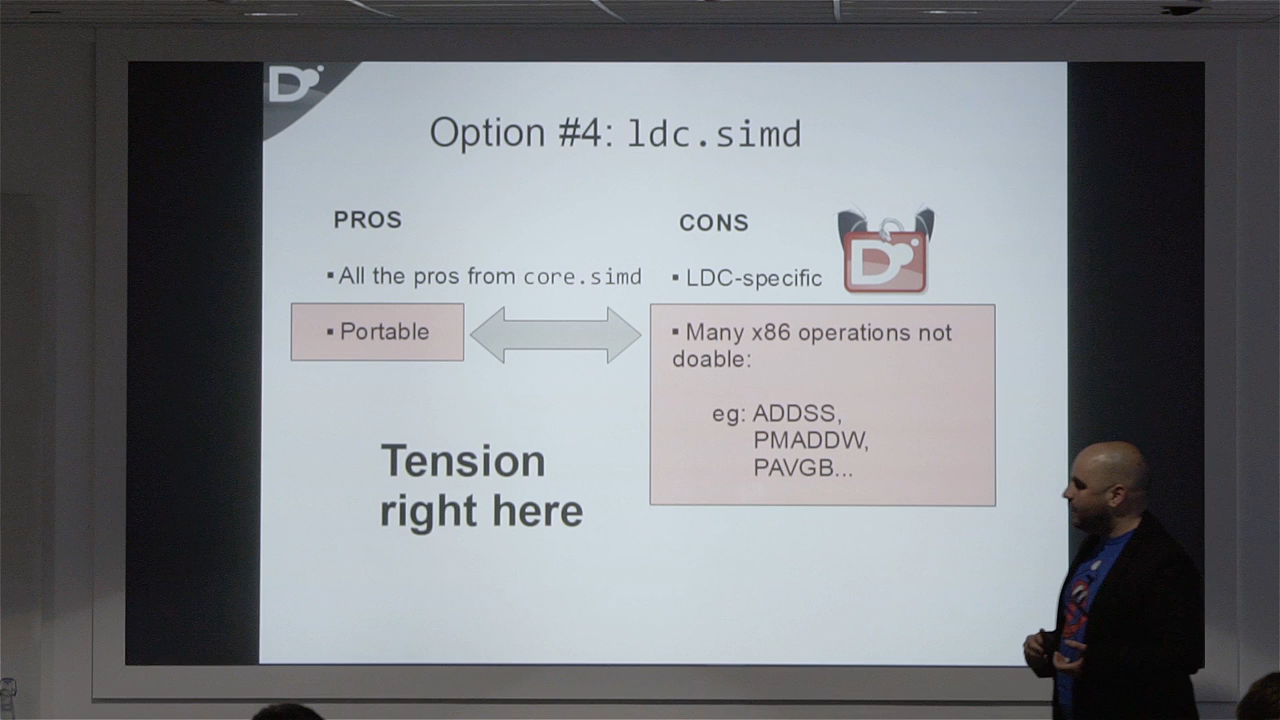 D
Option #4: ldc.simd
PROS
▪ All the pros from core.simd
▪ Portable
Tension
right here
CONS
D
▪ LDC-specific
▪ Many x86 operations not
doable:
eg: ADDSS,
PMADDW,
PAVGB...